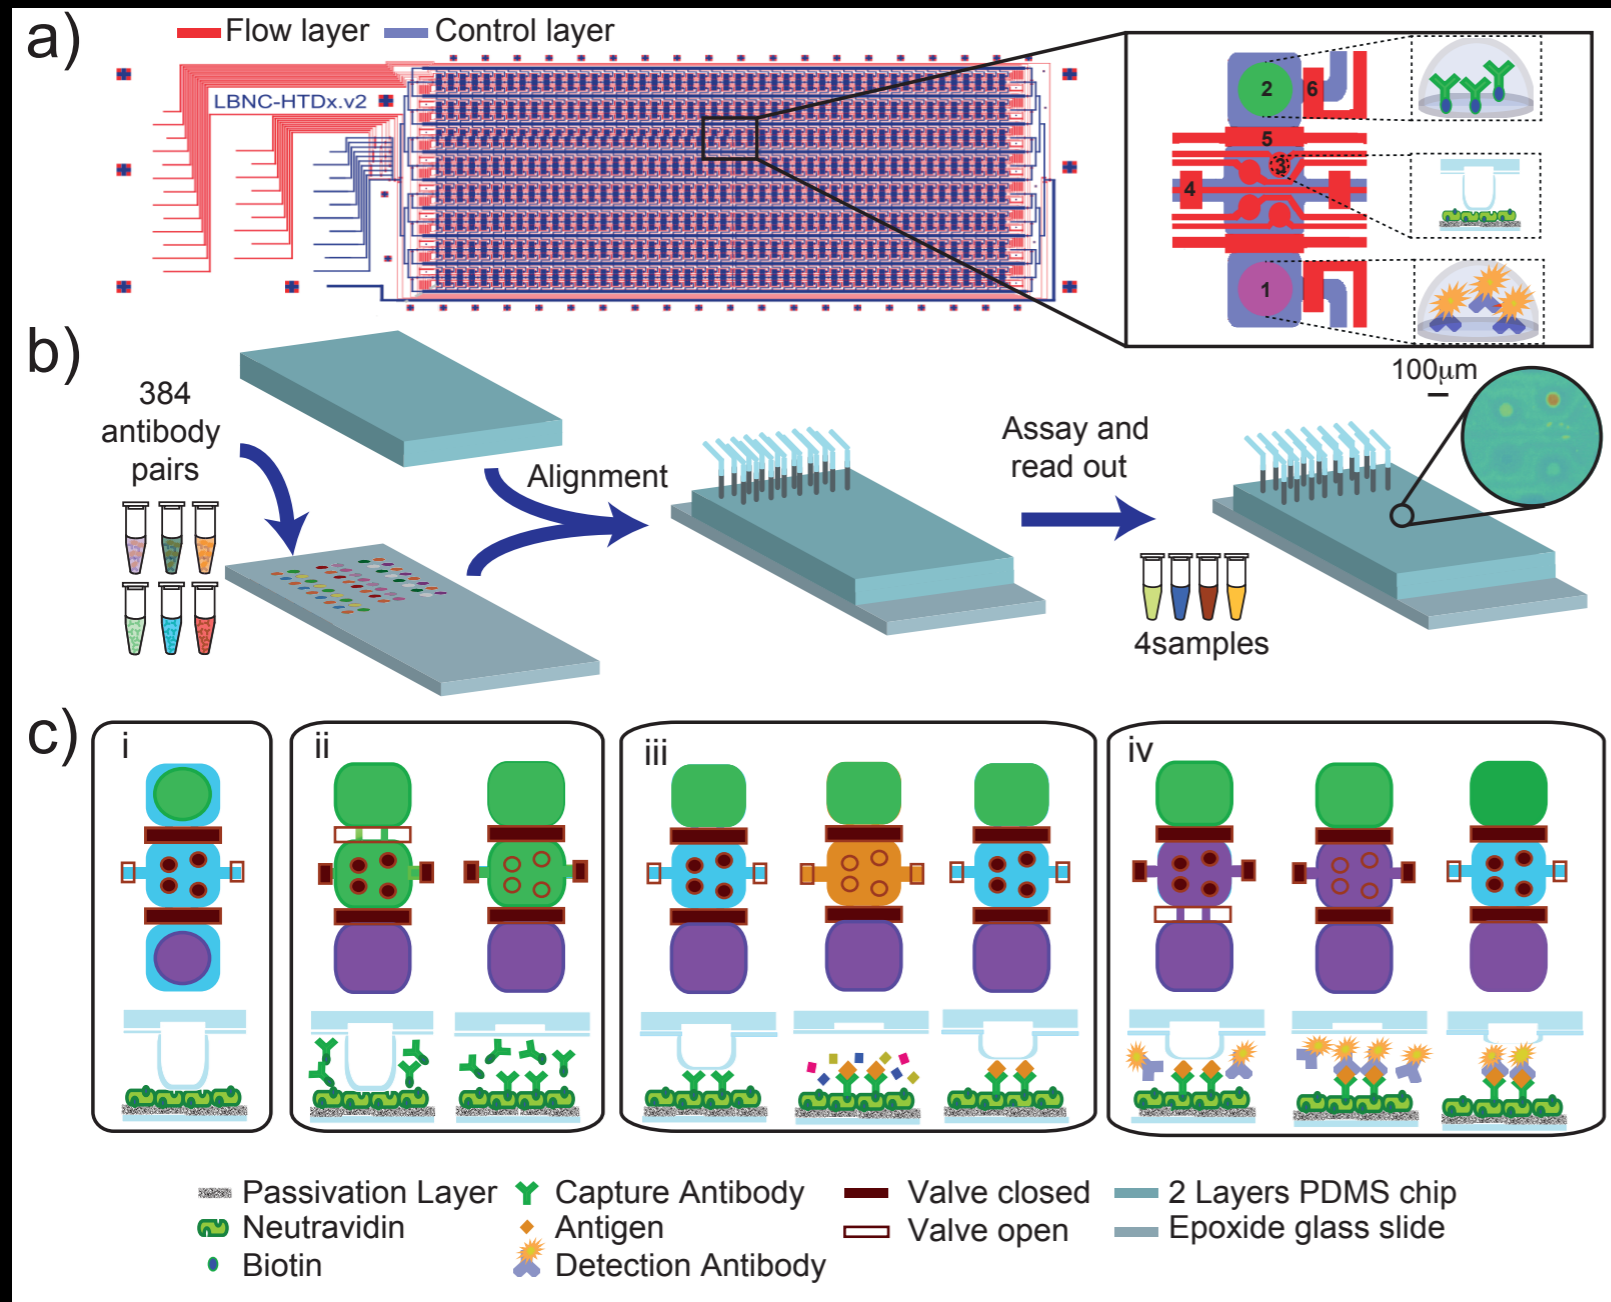 a)
Flow layer
Control layer
LBNC-HTDx.v2
2
6
5
3
4
1
b)
384
antibody
pairs
Alignment
Assay and
read out
4samples
100μm
c)
i
ii
iii
iv
Passivation Layer
Capture Antibody
Valve closed
2 Layers PDMS chip
Neutravidin
Antigen
Valve open
Epoxide glass slide
Biotin
Detection Antibody